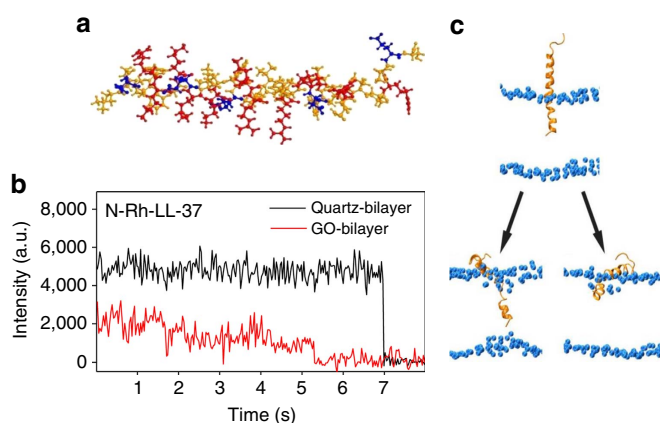 a
c
b
N-Rh-LL-37
Quartz-bilayer
GO-bilayer
8,000
6,000
4,000
2,000
0
Intensity (a.u.)
1 2 3 4 5 6 7
Time (s)